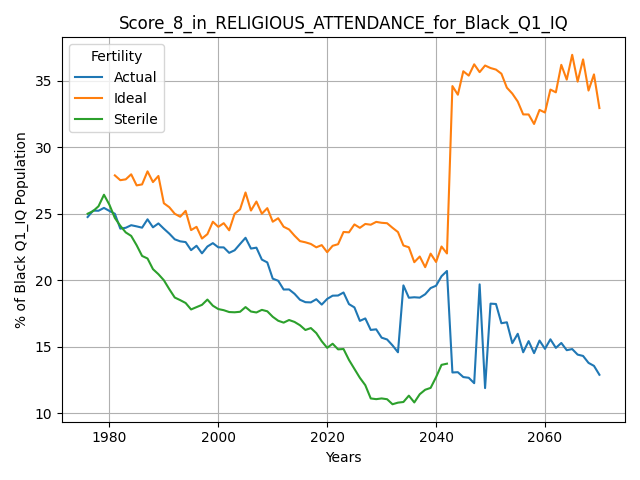 Score_8_in_RELIGIOUS_ATTENDANCE_for_Black_Q1_IQ
Fertility
Actual
Ideal
Sterile
% of Black Q1_IQ Population
35
30
25
20
15
10
1980
2000
2020
2040
2060
Years